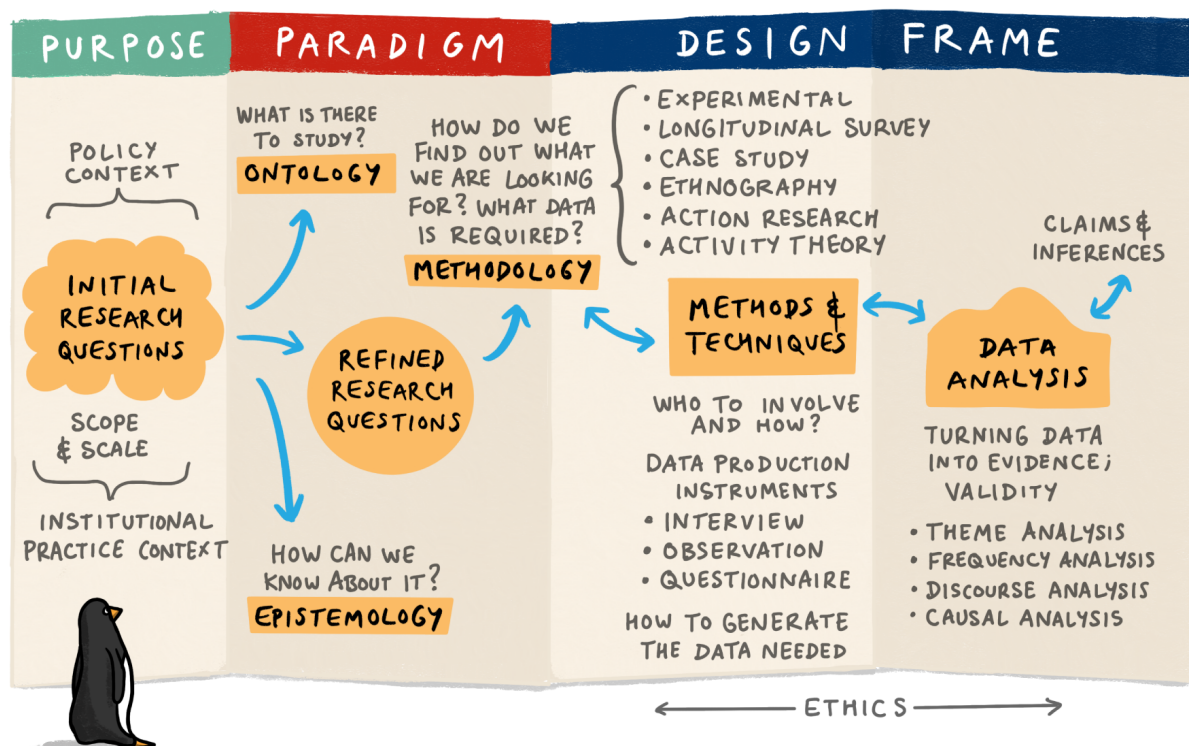 PURPOSE
PARADIGM
DESIGN FRAME
POLICY
CONTEXT
INITIAL
RESEARCH
QUESTIONS
SCOPE
& SCALE
INSTITUTIONAL
PRACTICE CONTEXT
WHAT IS THERE
TO STUDY?
ONTOLOGY
REFINED
RESEARCH
QUESTIONS
HOW CAN WE
KNOW ABOUT IT?
EPISTEMOLOGY
HOW DO WE
FIND OUT WHAT
WE ARE LOOKING
FOR? WHAT DATA
IS REQUIRED?
METHODOLOGY
• EXPERIMENTAL
• LONGITUDINAL SURVEY
• CASE STUDY
• ETHNOGRAPHY
• ACTION RESEARCH
• ACTIVITY THEORY
METHODS &
TECHNIQUES
WHO TO INVOLVE
AND HOW?
DATA PRODUCTION
INSTRUMENTS
• INTERVIEW
• OBSERVATION
• QUESTIONNAIRE
HOW TO GENERATE
THE DATA NEEDED
CLAIMS &
INFERENCES
DATA
ANALYSIS
TURNING DATA
INTO EVIDENCE;
VALIDITY
• THEME ANALYSIS
• FREQUENCY ANALYSIS
• DISCOURSE ANALYSIS
• CAUSAL ANALYSIS
ETHICS